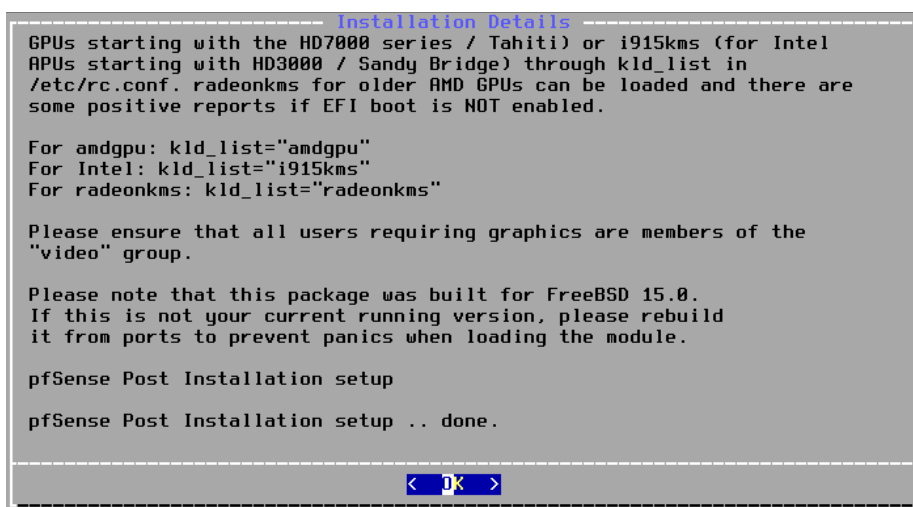 Installation Details
GPUs starting with the HD7000 series / Tahiti) or i915kms (for Intel
APUs starting with HD3000 / Sandy Bridge) through kld_list in
/etc/rc.conf. radeonkms for older AMD GPUs can be loaded and there are
some positive reports if EFI boot is NOT enabled.
For amdgpu: kld_list="amdgpu"
For Intel: kld_list="i915kms"
For radeonkms: kld_list="radeonkms"
Please ensure that all users requiring graphics are members of the
"video" group.
Please note that this package was built for FreeBSD 15.0.
If this is not your current running version, please rebuild
it from ports to prevent panics when loading the module.
pfSense Post Installation setup
pfSense Post Installation setup .. done.
< OK >